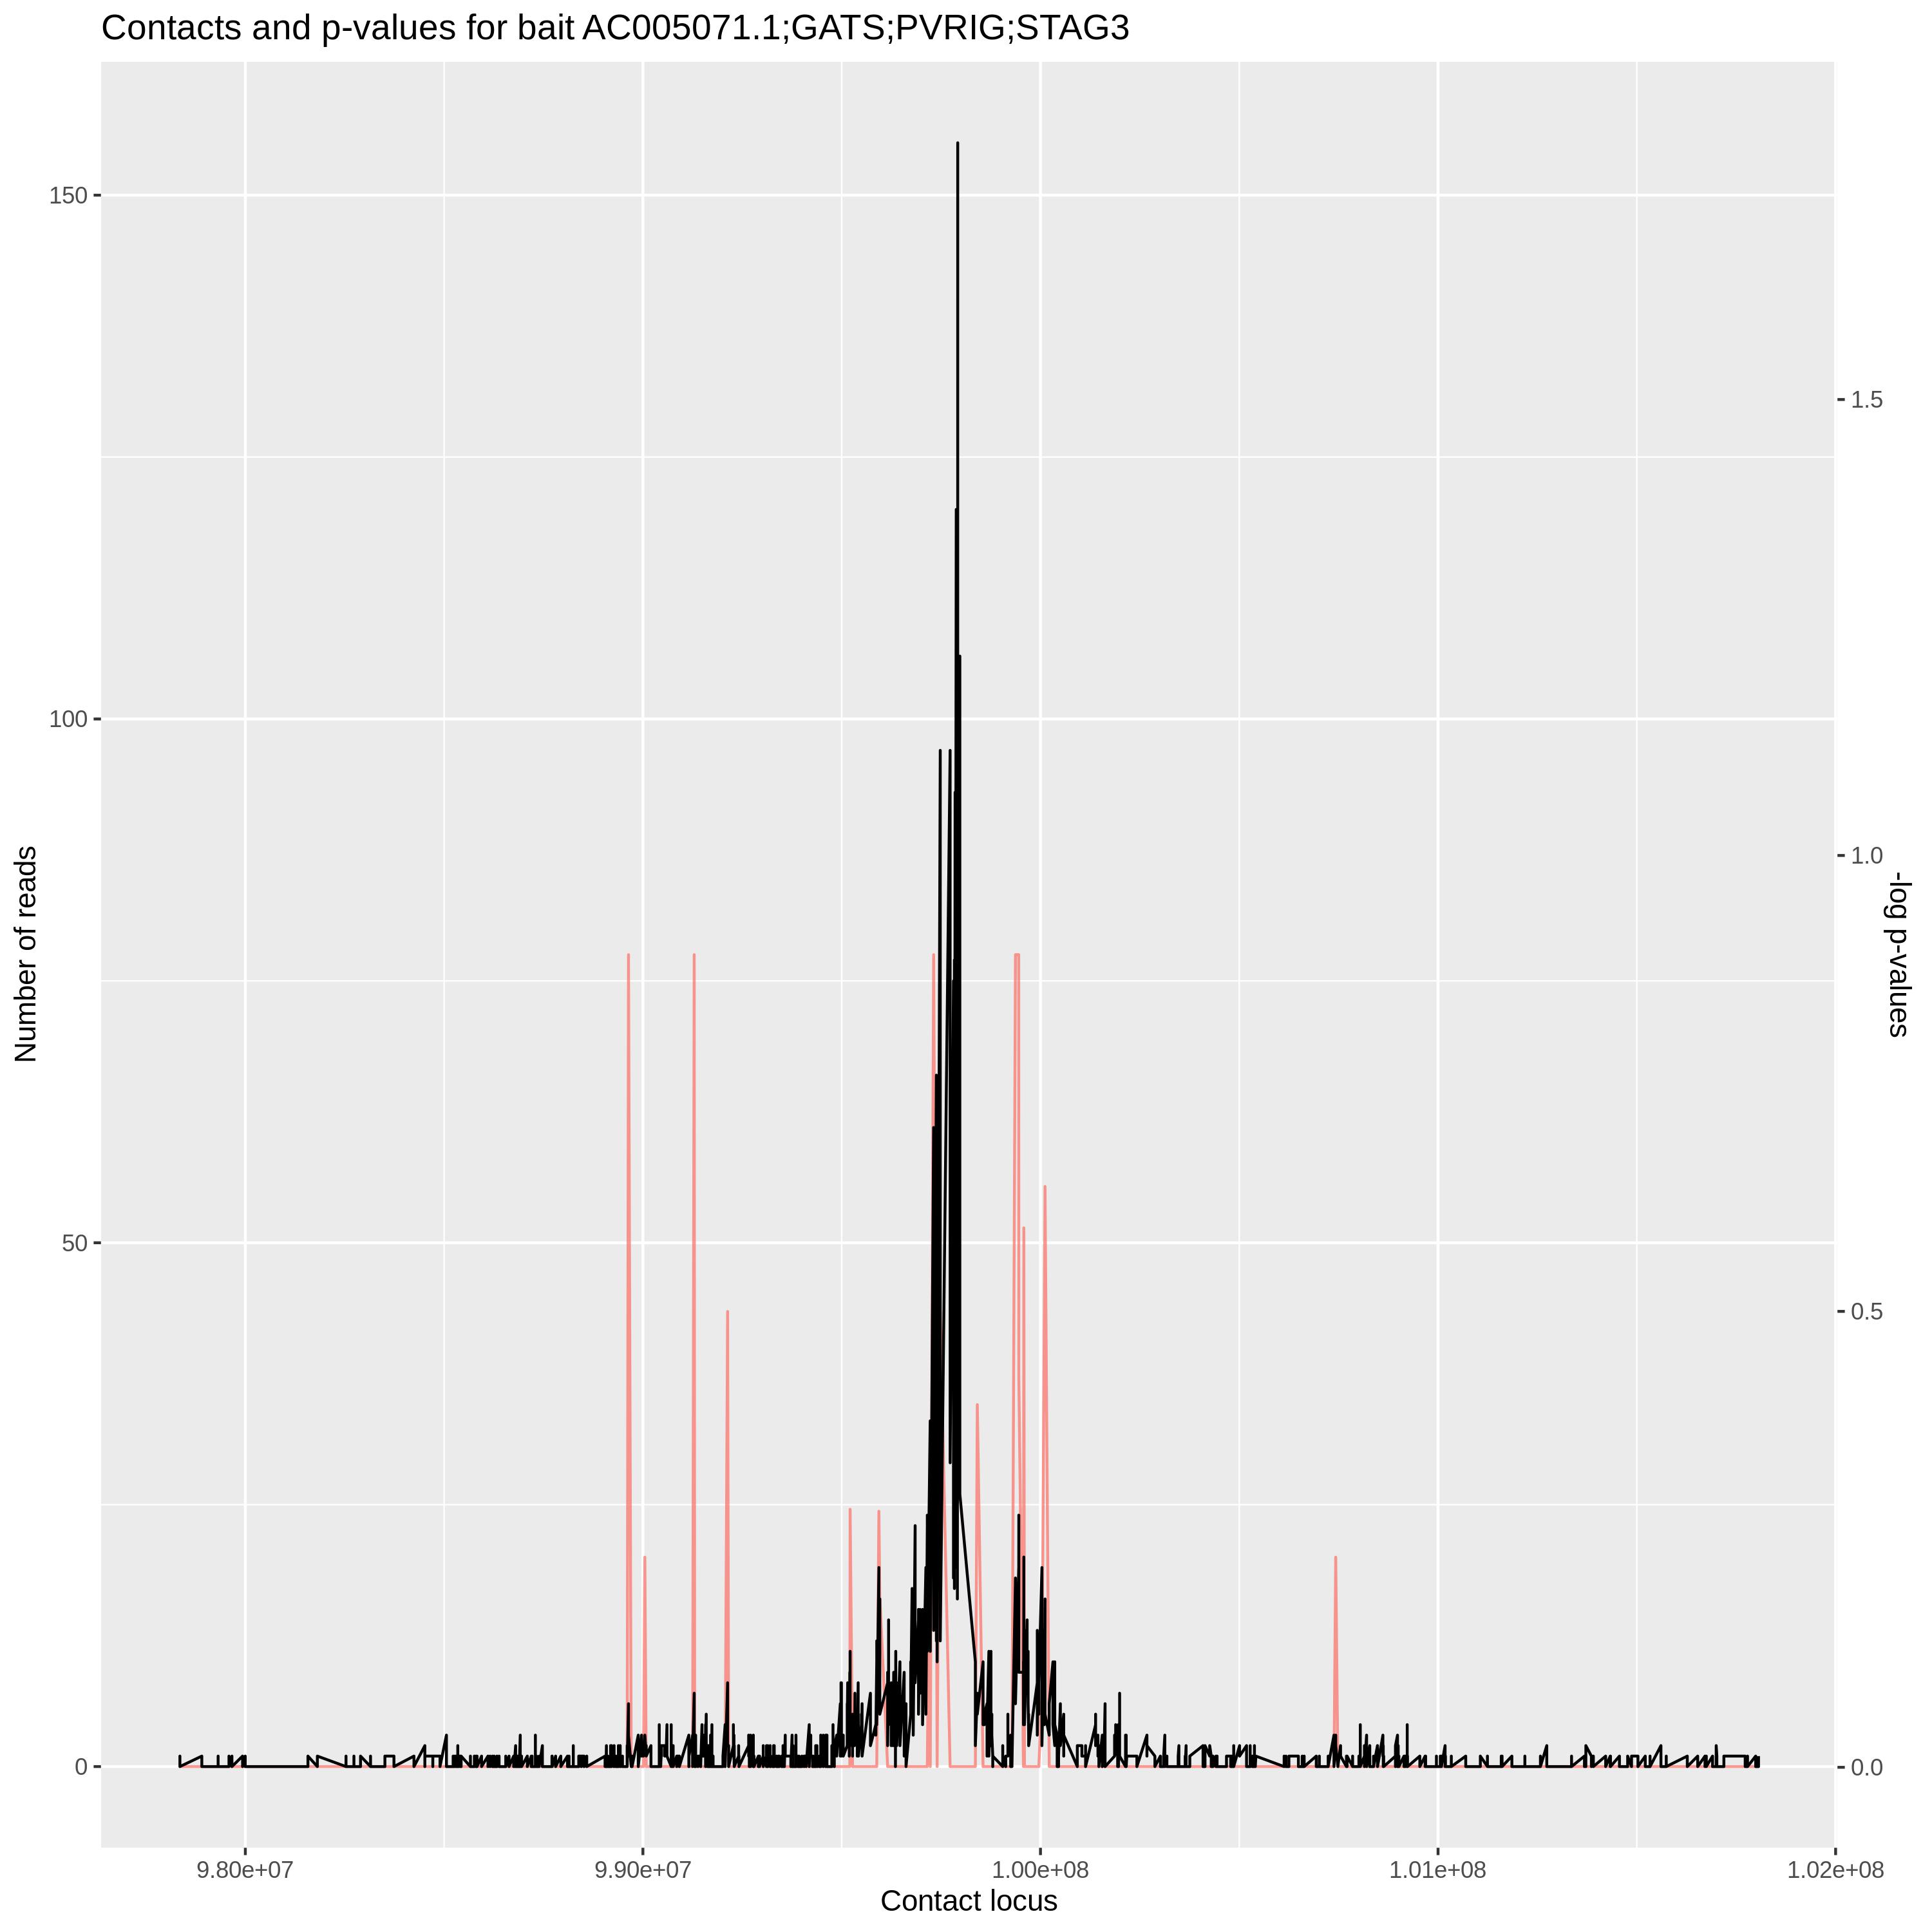 Contacts and p-values for bait AC005071.1;GATS;PVRIG;STAG3
150
100
50
0
Number of reads
1.5
1.0
0.5
0.0
-log p-values
9.80e+07
9.90e+07
1.00e+08
1.01e+08
1.02e+08
Contact locus